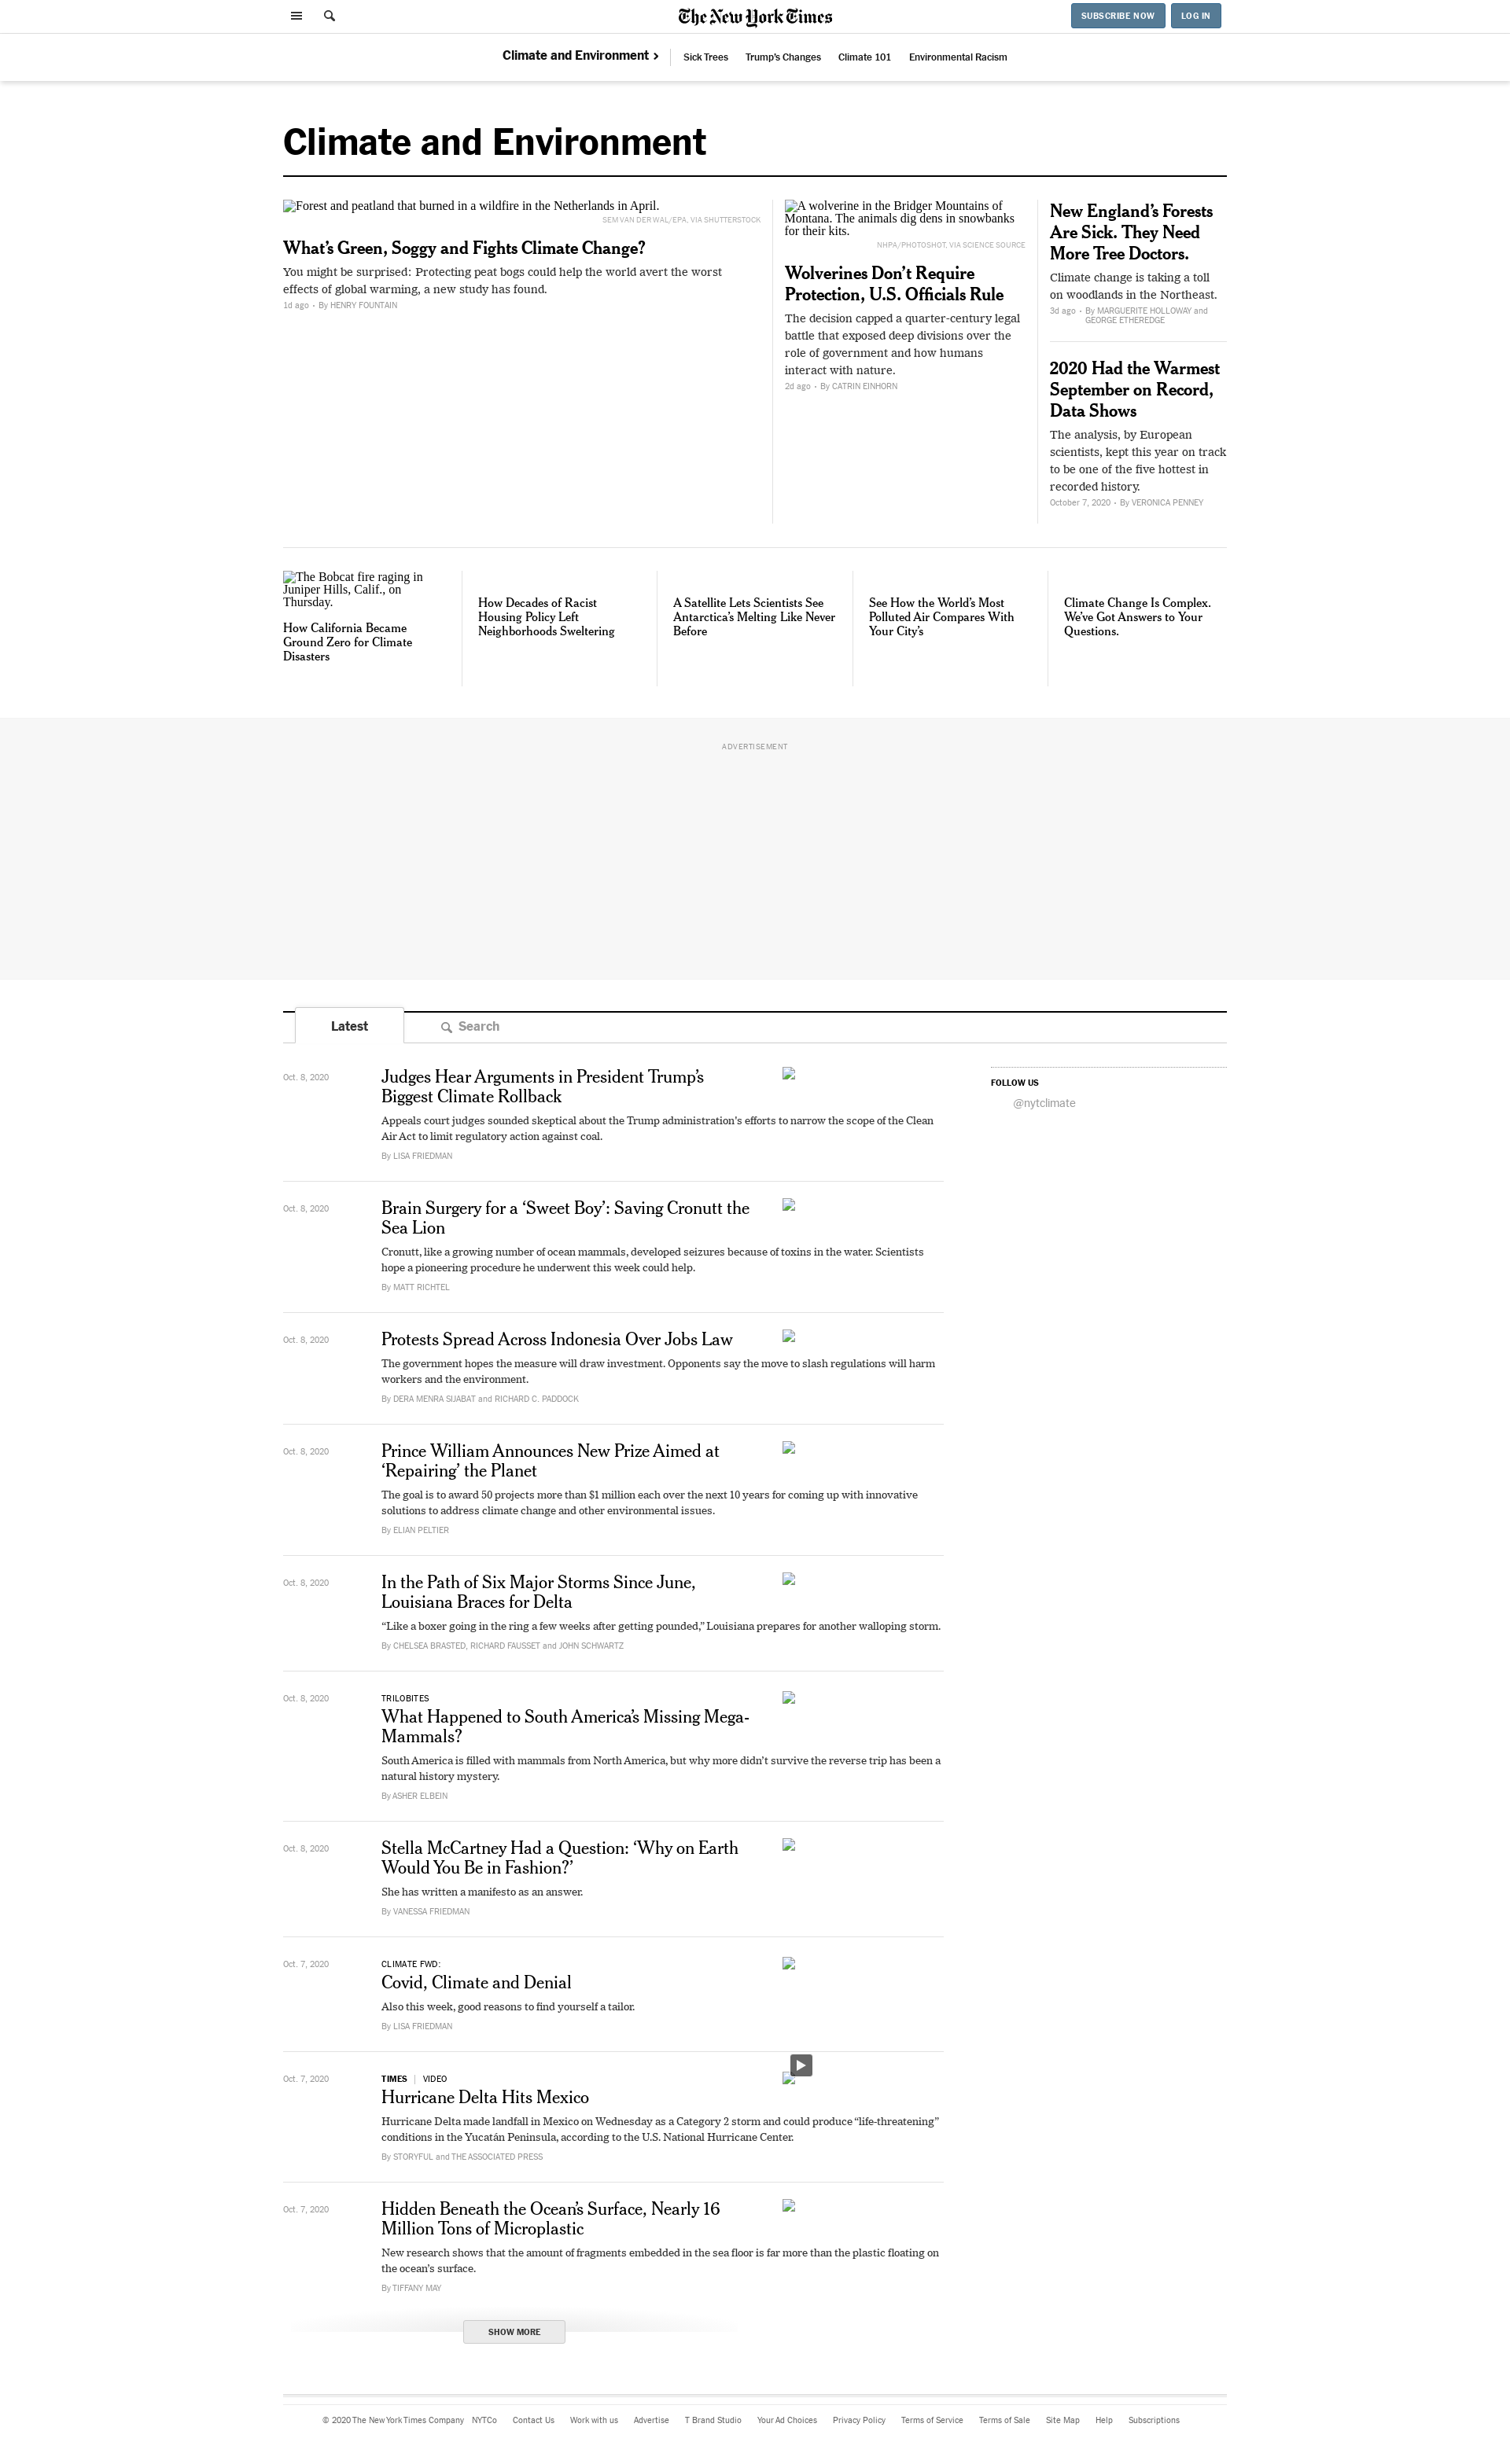 The New York Times
SUBSCRIBE NOW
LOG IN
Climate and Environment ›
Sick Trees
Trump’s Changes
Climate 101
Environmental Racism
Climate and Environment
Forest and peatland that burned in a wildfire in the Netherlands in April.
SEM VAN DER WAL/EPA, VIA SHUTTERSTOCK
What’s Green, Soggy and Fights Climate Change?
You might be surprised: Protecting peat bogs could help the world avert the worst
effects of global warming, a new study has found.
1d ago • By HENRY FOUNTAIN
A wolverine in the Bridger Mountains of
Montana. The animals dig dens in snowbanks
for their kits.
NHPA/PHOTOSHOT, VIA SCIENCE SOURCE
Wolverines Don’t Require
Protection, U.S. Officials Rule
The decision capped a quarter-century legal
battle that exposed deep divisions over the
role of government and how humans
interact with nature.
2d ago • By CATRIN EINHORN
New England’s Forests
Are Sick. They Need
More Tree Doctors.
Climate change is taking a toll
on woodlands in the Northeast.
3d ago • By MARGUERITE HOLLOWAY and
GEORGE ETHEREDGE
2020 Had the Warmest
September on Record,
Data Shows
The analysis, by European
scientists, kept this year on track
to be one of the five hottest in
recorded history.
October 7, 2020 • By VERONICA PENNEY
The Bobcat fire raging in
Juniper Hills, Calif., on
Thursday.
How California Became
Ground Zero for Climate
Disasters
How Decades of Racist
Housing Policy Left
Neighborhoods Sweltering
A Satellite Lets Scientists See
Antarctica’s Melting Like Never
Before
See How the World’s Most
Polluted Air Compares With
Your City’s
Climate Change Is Complex.
We’ve Got Answers to Your
Questions.
ADVERTISEMENT
Latest
Search
Oct. 8, 2020
Judges Hear Arguments in President Trump’s
Biggest Climate Rollback
Appeals court judges sounded skeptical about the Trump administration’s efforts to narrow the scope of the Clean
Air Act to limit regulatory action against coal.
By LISA FRIEDMAN
FOLLOW US
@nytclimate
Oct. 8, 2020
Brain Surgery for a ‘Sweet Boy’: Saving Cronutt the
Sea Lion
Cronutt, like a growing number of ocean mammals, developed seizures because of toxins in the water. Scientists
hope a pioneering procedure he underwent this week could help.
By MATT RICHTEL
Oct. 8, 2020
Protests Spread Across Indonesia Over Jobs Law
The government hopes the measure will draw investment. Opponents say the move to slash regulations will harm
workers and the environment.
By DERA MENRA SIJABAT and RICHARD C. PADDOCK
Oct. 8, 2020
Prince William Announces New Prize Aimed at
‘Repairing’ the Planet
The goal is to award 50 projects more than $1 million each over the next 10 years for coming up with innovative
solutions to address climate change and other environmental issues.
By ELIAN PELTIER
Oct. 8, 2020
In the Path of Six Major Storms Since June,
Louisiana Braces for Delta
“Like a boxer going in the ring a few weeks after getting pounded,” Louisiana prepares for another walloping storm.
By CHELSEA BRASTED, RICHARD FAUSSET and JOHN SCHWARTZ
Oct. 8, 2020
TRILOBITES
What Happened to South America’s Missing Mega-
Mammals?
South America is filled with mammals from North America, but why more didn’t survive the reverse trip has been a
natural history mystery.
By ASHER ELBEIN
Oct. 8, 2020
Stella McCartney Had a Question: ‘Why on Earth
Would You Be in Fashion?’
She has written a manifesto as an answer.
By VANESSA FRIEDMAN
Oct. 7, 2020
CLIMATE FWD:
Covid, Climate and Denial
Also this week, good reasons to find yourself a tailor.
By LISA FRIEDMAN
Oct. 7, 2020
TIMES | VIDEO
Hurricane Delta Hits Mexico
Hurricane Delta made landfall in Mexico on Wednesday as a Category 2 storm and could produce “life-threatening”
conditions in the Yucatán Peninsula, according to the U.S. National Hurricane Center.
By STORYFUL and THE ASSOCIATED PRESS
Oct. 7, 2020
Hidden Beneath the Ocean’s Surface, Nearly 16
Million Tons of Microplastic
New research shows that the amount of fragments embedded in the sea floor is far more than the plastic floating on
the ocean’s surface.
By TIFFANY MAY
SHOW MORE
© 2020 The New York Times Company NYTCo Contact Us Work with us Advertise T Brand Studio Your Ad Choices Privacy Policy Terms of Service Terms of Sale Site Map Help Subscriptions